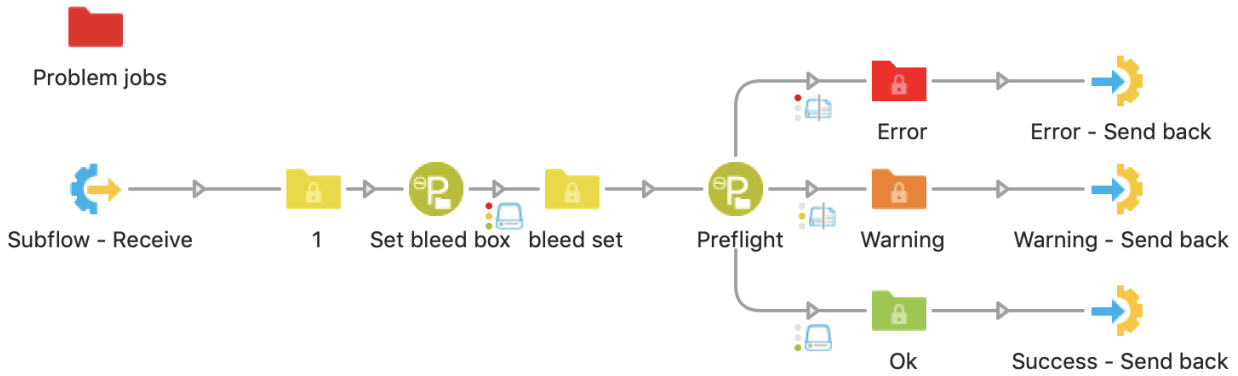 Problem jobs
Error
Error - Send back
Subflow - Receive
1
Set bleed box
bleed set
Preflight
Warning
Warning - Send back
Ok
Success - Send back
P
P